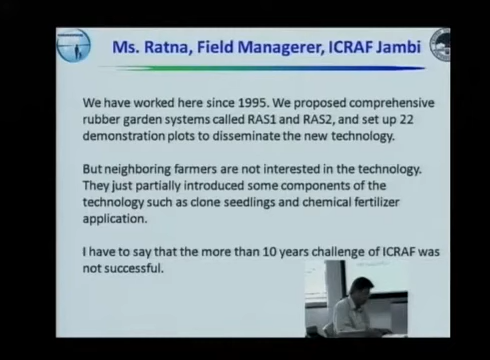 Ms. Ratna, Field Managerer, ICRAF Jambi
We have worked here since 1995. We proposed comprehensive
rubber garden systems called RAS1 and RAS2, and set up 22
demonstration plots to disseminate the new technology.
But neighboring farmers are not interested in the technology.
They just partially introduced some components of the
technology such as clone seedlings and chemical fertilizer
application.
I have to say that the more than 10 years challenge of ICRAF was
not successful.